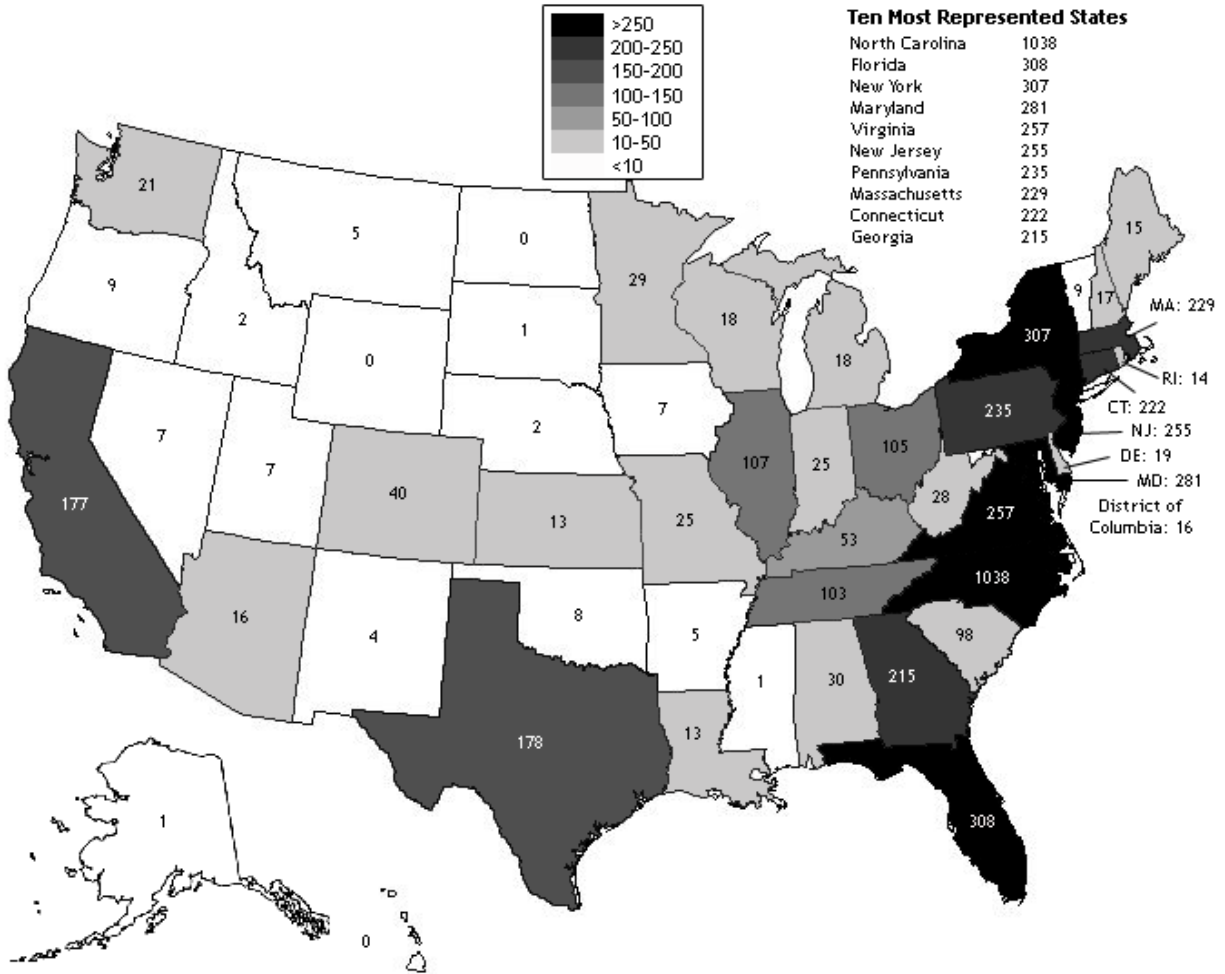 >250
200-250
150-200
100-150
50-100
10-50
<10
Ten Most Represented States
North Carolina 1038
Florida 308
New York 307
Maryland 281
Virginia 257
New Jersey 255
Pennsylvania 235
Massachusetts 229
Connecticut 222
Georgia 215
21
5
0
9
2
29
15
9
17
MA: 229
1
18
307
0
18
RI: 14
7
CT: 222
2
235
7
NJ: 255
105
DE: 19
7
107
25
MD: 281
40
28
177
District of
Columbia: 16
13
25
257
53
1038
103
16
8
4
5
98
1
30
215
13
178
1
308
0